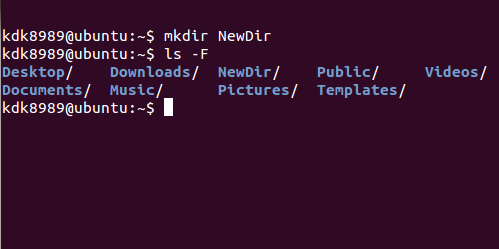 kdk8989@ubuntu:~$ mkdir NewDir
kdk8989@ubuntu:~$ ls -F
Desktop/    Downloads/  NewDir/    Public/     Videos/
Documents/  Music/      Pictures/  Templates/
kdk8989@ubuntu:~$